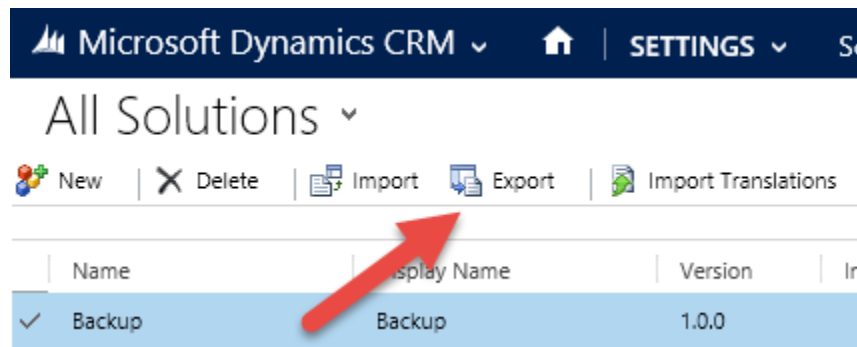 Microsoft Dynamics CRM SETTINGS
All Solutions
New Delete Import Export Import Translations
Name Name Version
Backup Backup 1.0.0